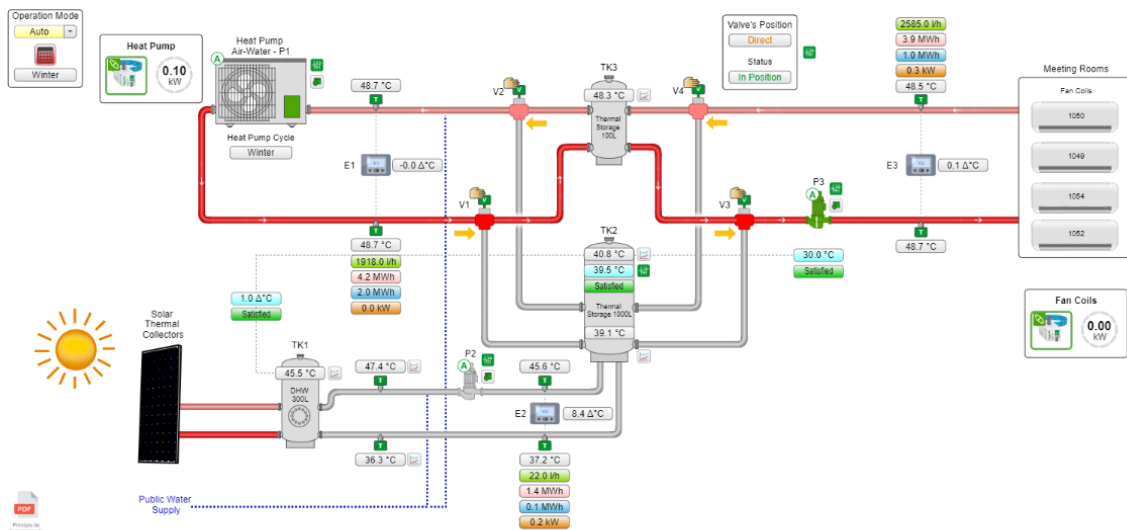 Operation Mode
Auto
Winter
Heat Pump
0.10
kW
Heat Pump
Air-Water - P1
A
Heat Pump Cycle
Winter
48.7 °C
T
E1
-0.0 Δ°C
T
48.7 °C
1918.0 l/h
4.2 MWh
2.0 MWh
0.0 kW
V2
V
V1
V
TK3
48.3 °C
Thermal
Storage
100L
V4
V
V3
V
Valve's Position
Direct
Status
In Position
2585.0 l/h
3.9 MWh
1.0 MWh
0.3 kW
48.5 °C
T
E3
0.1 Δ°C
T
48.7 °C
P3
A
30.0 °C
Satisfied
Meeting Rooms
Fan Coils
1050
1049
1054
1052
Fan Coils
0.00
kW
TK2
40.8 °C
39.5 °C
Satisfied
Thermal
Storage 1000L
39.1 °C
1.0 Δ°C
Satisfied
Solar
Thermal
Collectors
TK1
45.5 °C
DHW
300L
47.4 °C
T
P2
A
45.6 °C
T
E2
8.4 Δ°C
T
36.3 °C
T
37.2 °C
22.0 l/h
1.4 MWh
0.1 MWh
0.2 kW
Public Water
Supply
PDF